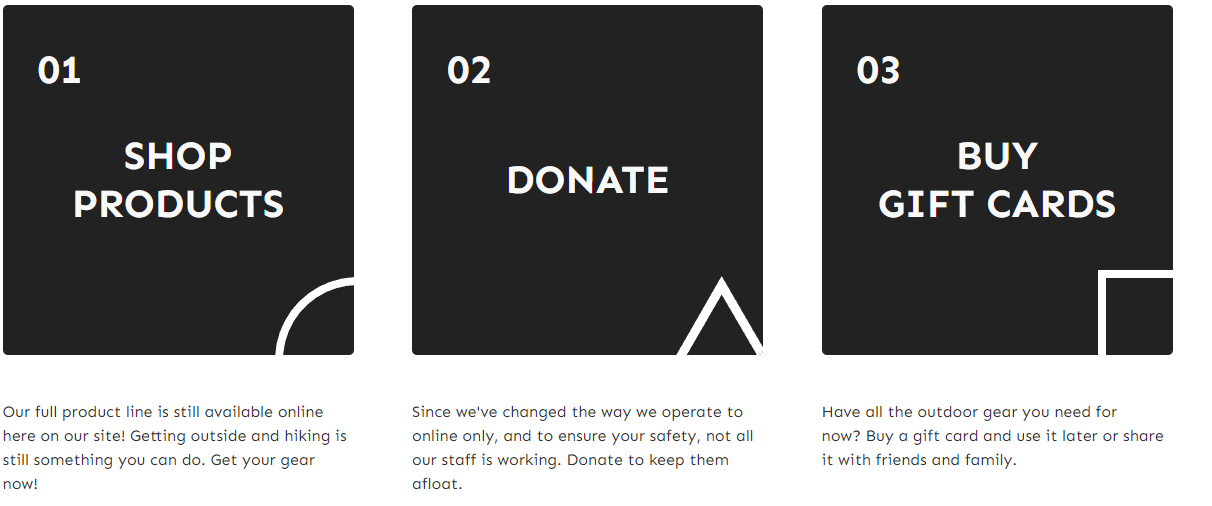 01
SHOP
PRODUCTS
Our full product line is still available online
here on our site! Getting outside and hiking is
still something you can do. Get your gear
now!
02
DONATE
Since we've changed the way we operate to
online only, and to ensure your safety, not all
our staff is working. Donate to keep them
afloat.
03
BUY
GIFT CARDS
Have all the outdoor gear you need for
now? Buy a gift card and use it later or share
it with friends and family.